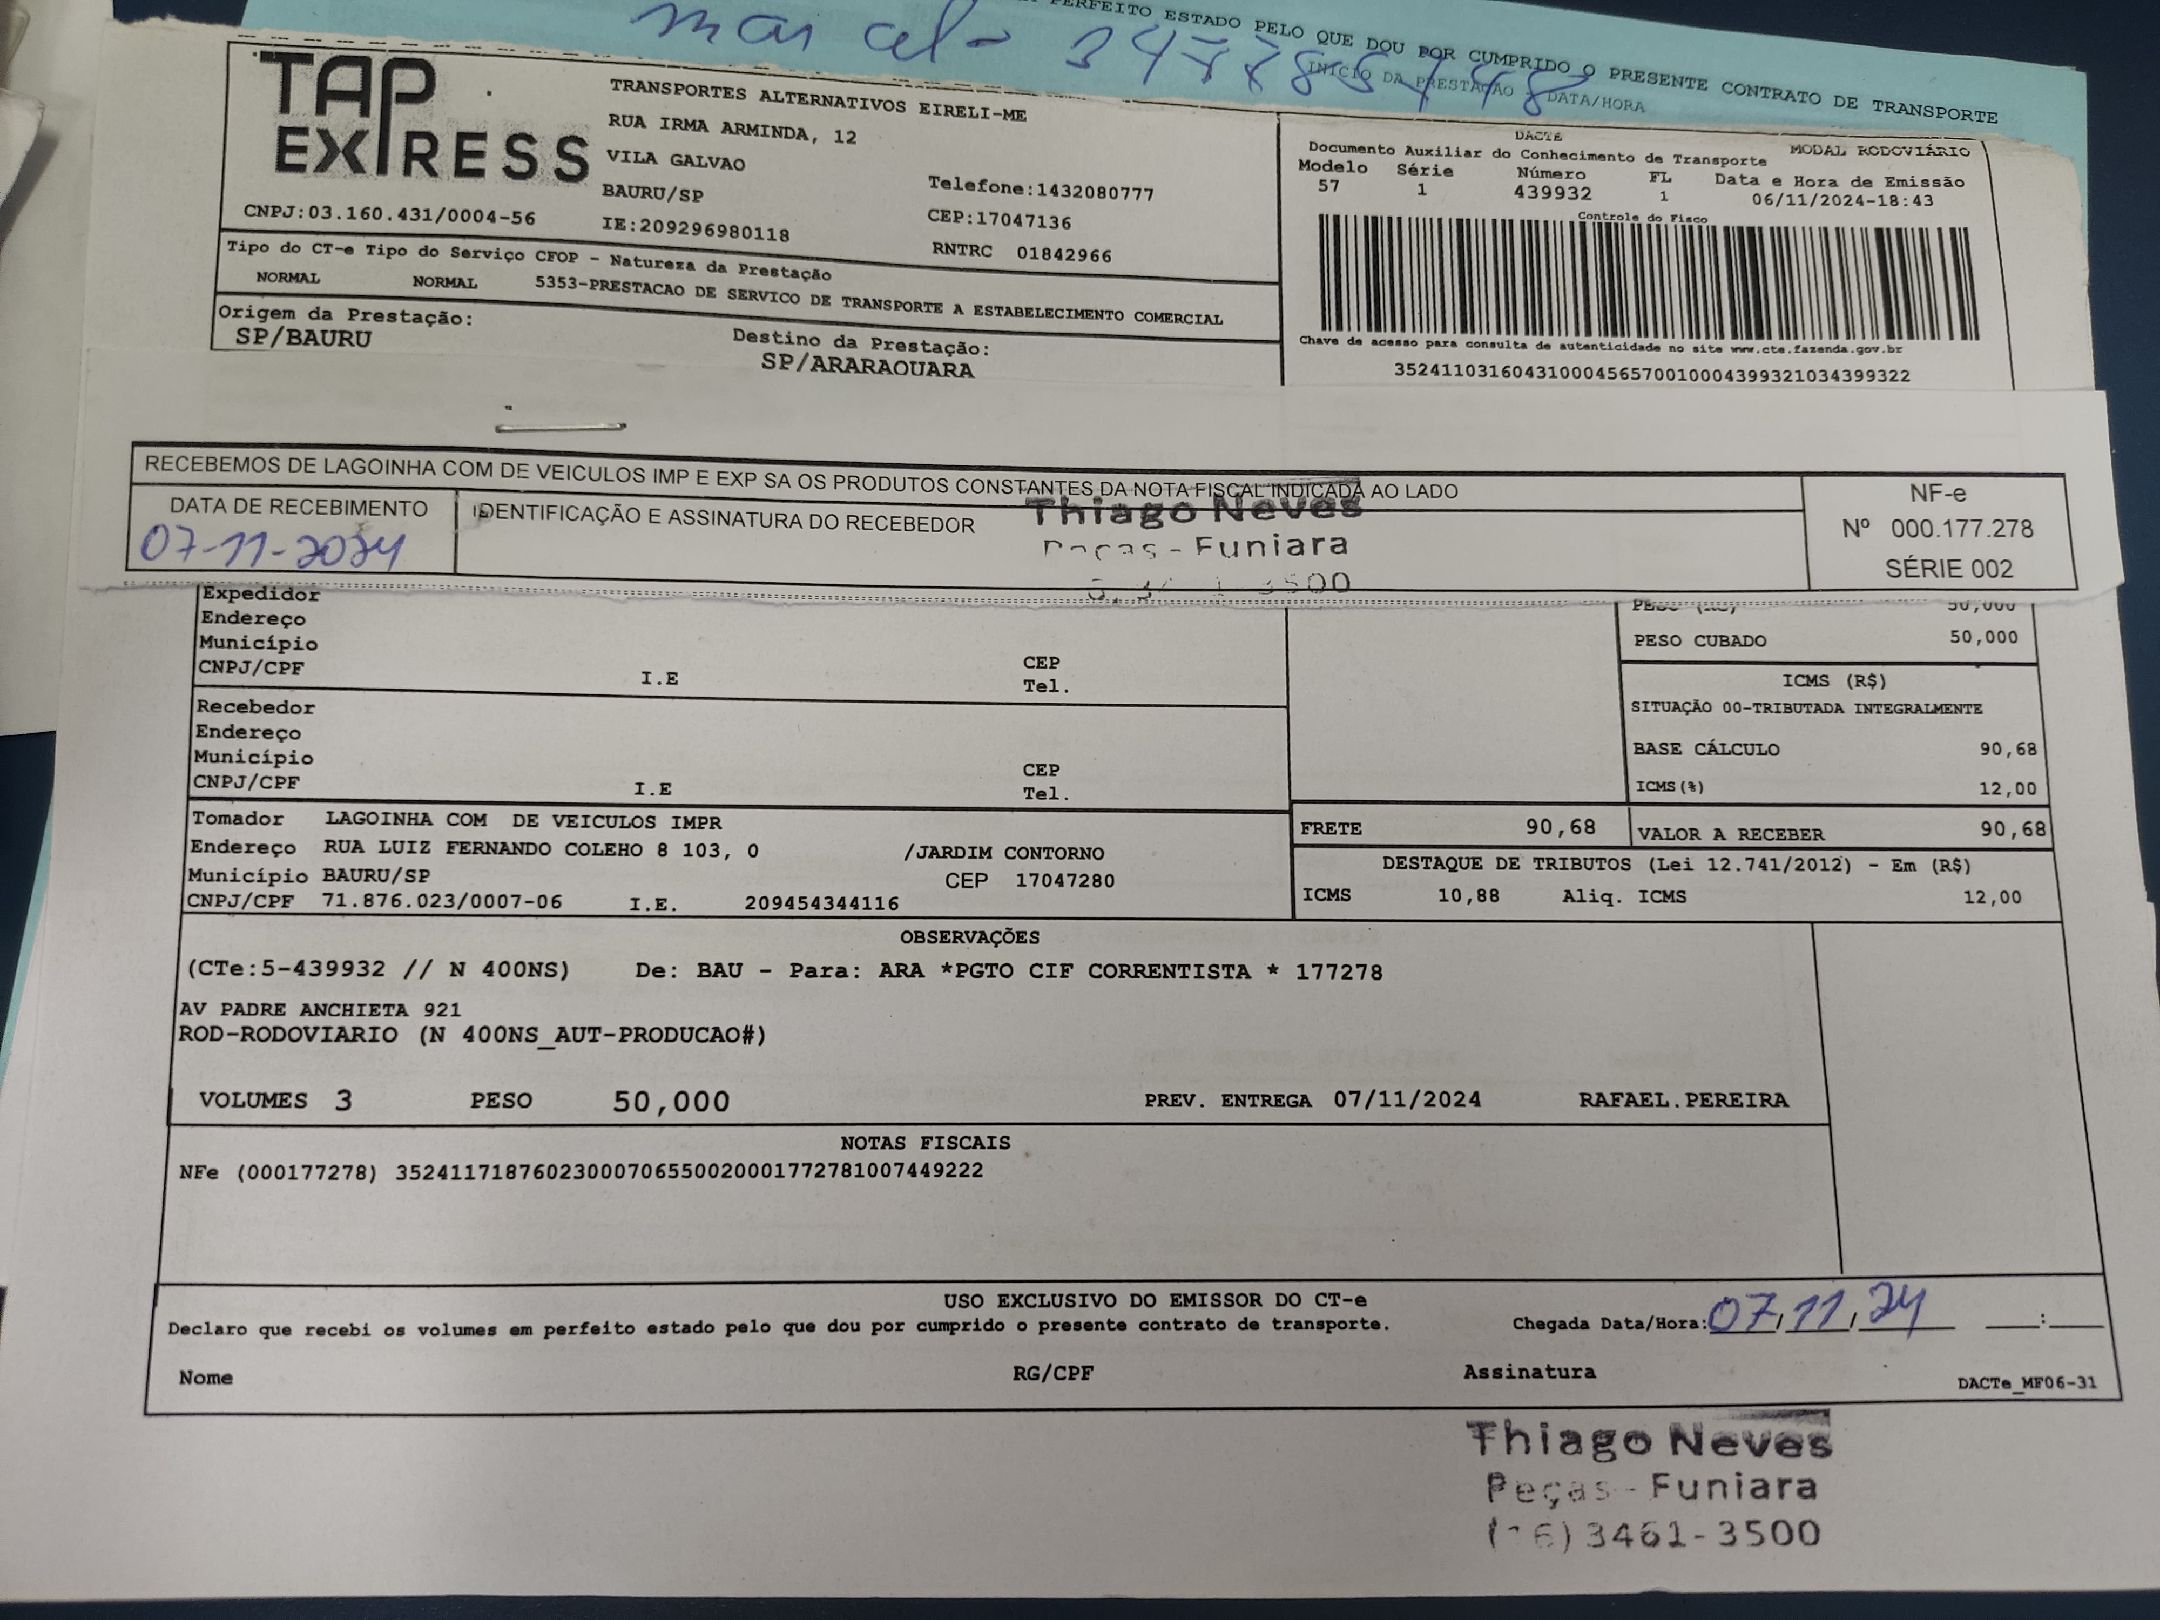 PERFEITO ESTADO PELO QUE DOU POR CUMPRIDO O PRESENTE CONTRATO DE TRANSPORTE
INICIO DA PRESTAÇÃO DATA/HORA
TAP EXPRESS
TRANSPORTES ALTERNATIVOS EIRELI-ME
RUA IRMA ARMINDA, 12
VILA GALVAO
BAURU/SP Telefone:1432080777
CNPJ:03.160.431/0004-56 IE:209296980118 CEP:17047136
RNTRC 01842966
DACTE
Documento Auxiliar do Conhecimento de Transporte MODAL RODOVIÁRIO
Modelo Série Número FL Data e Hora de Emissão
57 1 439932 1 06/11/2024-18:43
Controle do Fisco
Chave de acesso para consulta de autenticidade no site www.cte.fazenda.gov.br
35241103160431000456570010004399321034399322
Tipo do CT-e Tipo do Serviço CFOP - Natureza da Prestação
NORMAL NORMAL 5353-PRESTACAO DE SERVICO DE TRANSPORTE A ESTABELECIMENTO COMERCIAL
Origem da Prestação: Destino da Prestação:
SP/BAURU SP/ARARAQUARA
RECEBEMOS DE LAGOINHA COM DE VEICULOS IMP E EXP SA OS PRODUTOS CONSTANTES DA NOTA FISCAL INDICADA AO LADO
DATA DE RECEBIMENTO IDENTIFICAÇÃO E ASSINATURA DO RECEBEDOR
07-11-2024
Thiago Neves
Peças - Funiara
3500
NF-e
Nº 000.177.278
SÉRIE 002
Expedidor
Endereço
Município CEP
CNPJ/CPF I.E Tel.
50,000
PESO CUBADO 50,000
ICMS (R$)
SITUAÇÃO 00-TRIBUTADA INTEGRALMENTE
BASE CÁLCULO 90,68
ICMS(%) 12,00
Recebedor
Endereço
Município CEP
CNPJ/CPF I.E Tel.
Tomador LAGOINHA COM DE VEICULOS IMPR
Endereço RUA LUIZ FERNANDO COLEHO 8 103, 0 /JARDIM CONTORNO
Município BAURU/SP CEP 17047280
CNPJ/CPF 71.876.023/0007-06 I.E. 209454344116
FRETE 90,68 VALOR A RECEBER 90,68
DESTAQUE DE TRIBUTOS (Lei 12.741/2012) - Em (R$)
ICMS 10,88 Aliq. ICMS 12,00
OBSERVAÇÕES
(CTe:5-439932 // N 400NS) De: BAU - Para: ARA *PGTO CIF CORRENTISTA * 177278
AV PADRE ANCHIETA 921
ROD-RODOVIARIO (N 400NS_AUT-PRODUCAO#)
VOLUMES 3 PESO 50,000 PREV. ENTREGA 07/11/2024 RAFAEL.PEREIRA
NOTAS FISCAIS
NFe (000177278) 35241171876023000706550020001772781007449222
USO EXCLUSIVO DO EMISSOR DO CT-e
Declaro que recebi os volumes em perfeito estado pelo que dou por cumprido o presente contrato de transporte. Chegada Data/Hora: 07/11/24 :
Nome RG/CPF Assinatura DACTe_MF06-31
Thiago Neves
Peças - Funiara
(16)3461-3500